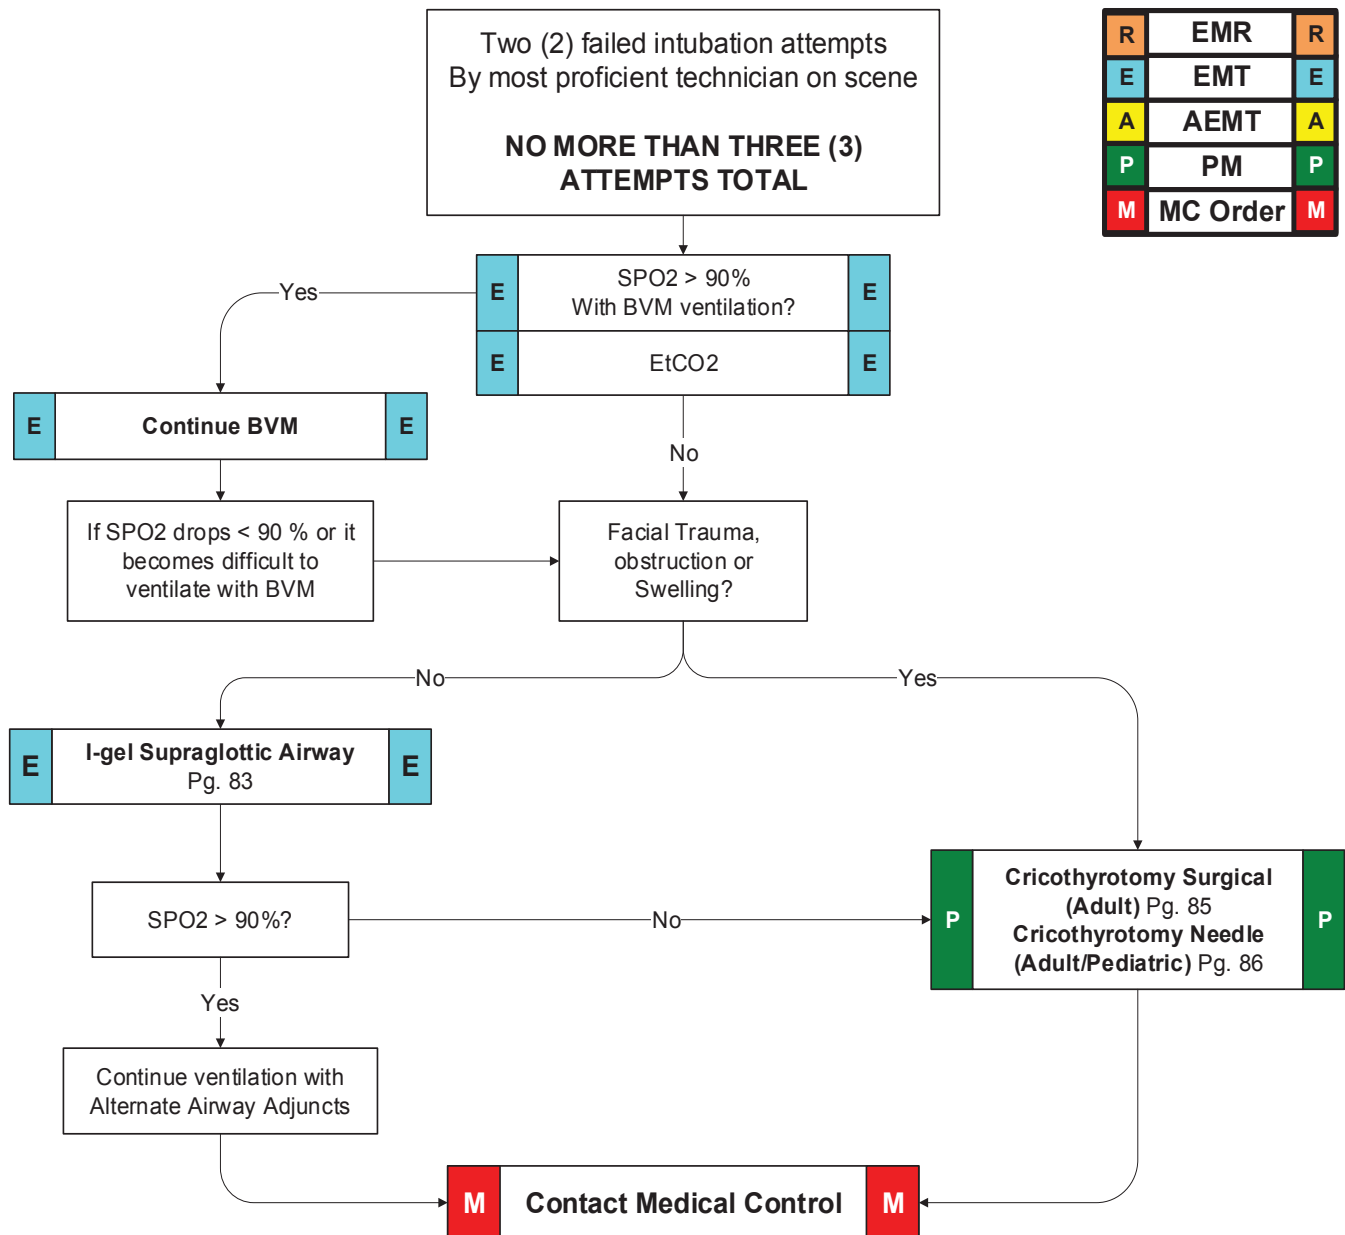 Two (2) failed intubation attempts
By most proficient technician on scene
NO MORE THAN THREE (3)
ATTEMPTS TOTAL
R EMR R
E EMT E
A AEMT A
P PM P
M MC Order M
E SPO2 > 90% E
With BVM ventilation?
E EtCO2 E
Yes
E Continue BVM E
No
If SPO2 drops < 90 % or it
becomes difficult to
ventilate with BVM
Facial Trauma,
obstruction or
Swelling?
No
Yes
E I-gel Supraglottic Airway E
Pg. 83
SPO2 > 90%?
No
P Cricothyrotomy Surgical P
(Adult) Pg. 85
Cricothyrotomy Needle
(Adult/Pediatric) Pg. 86
Yes
Continue ventilation with
Alternate Airway Adjuncts
M Contact Medical Control M